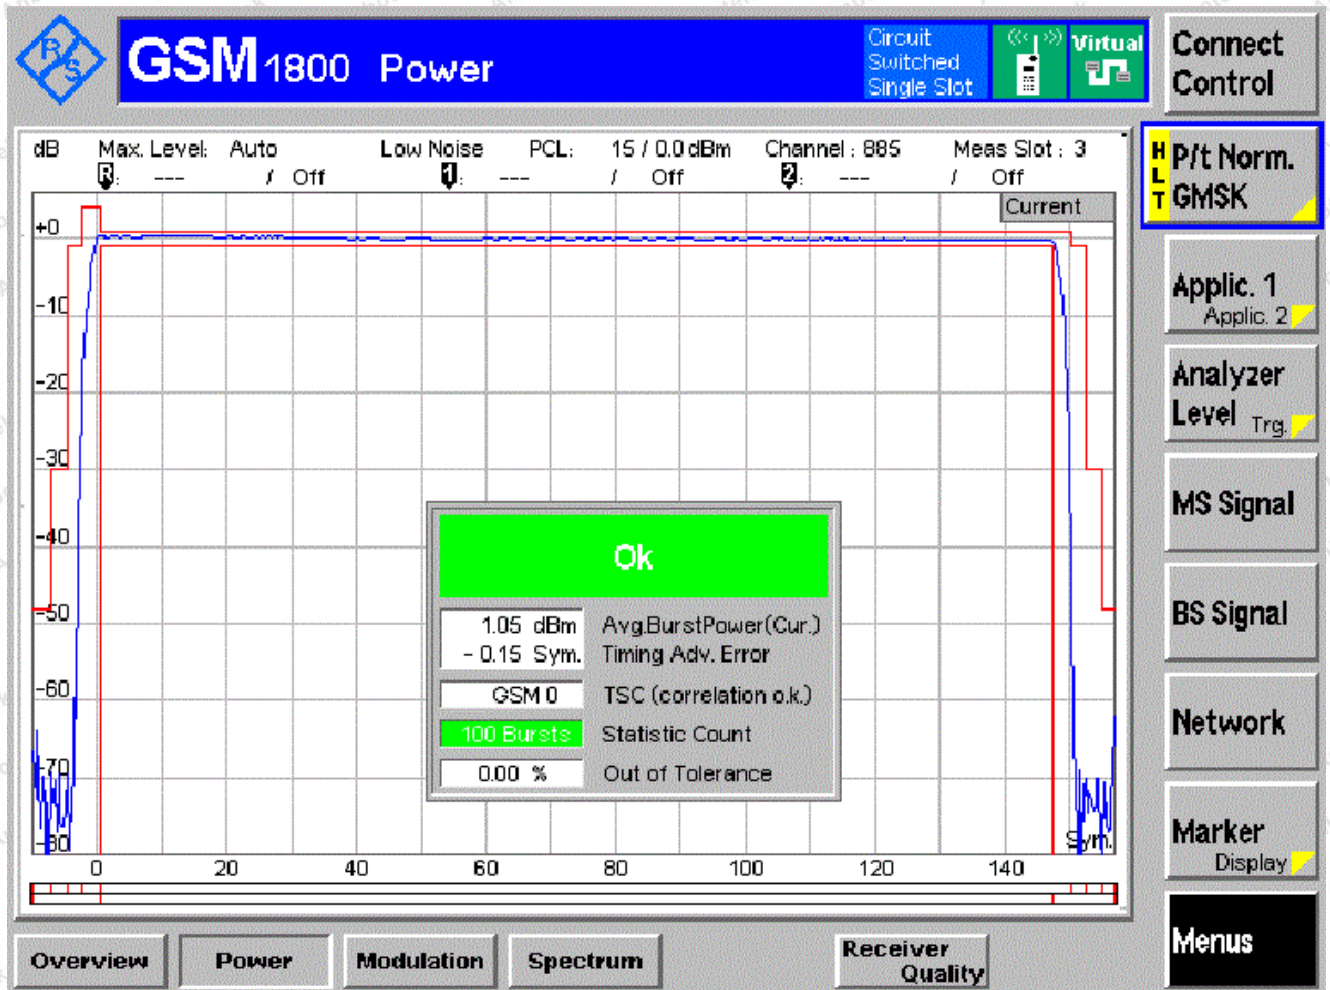 R S
GSM 1800 Power
Circuit
Switched
Single Slot
Virtual
Connect
Control
dB Max. Level: Auto Low Noise PCL: 15 / 0.0 dBm Channel : 885 Meas Slot : 3
R: --- / Off 1: --- / Off 2: --- / Off
Current
HLT
P/t Norm.
GMSK
+0
-10
-20
-30
-40
-50
-60
-70
-80
Sym.
0 20 40 60 80 100 120 140
Ok
1.05 dBm Avg.BurstPower(Cur.)
- 0.15 Sym. Timing Adv. Error
GSM 0 TSC (correlation o.k.)
100 Bursts Statistic Count
0.00 % Out of Tolerance
Applic. 1
Applic. 2
Analyzer
Level Trg.
MS Signal
BS Signal
Network
Marker
Display
Menus
Overview Power Modulation Spectrum Receiver
Quality